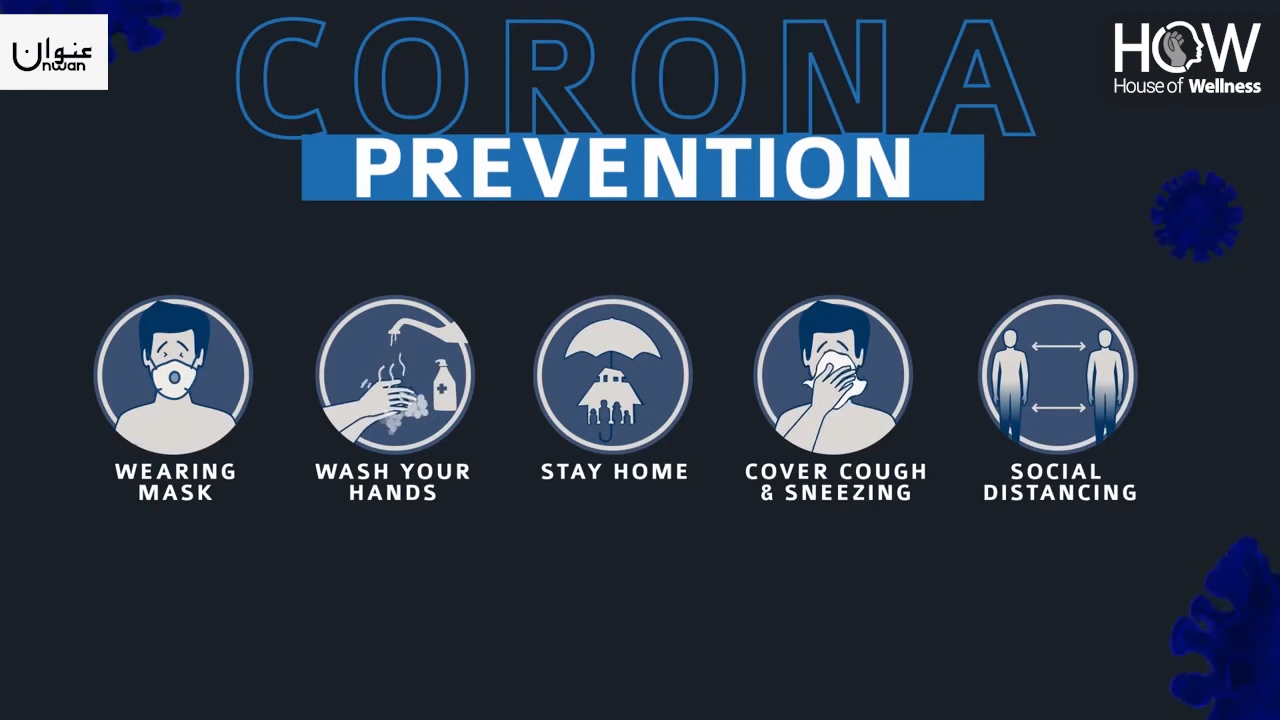 عنوان
Unwan
CORONA
HOW
House of Wellness
PREVENTION
WEARING
MASK
WASH YOUR
HANDS
STAY HOME
COVER COUGH
& SNEEZING
SOCIAL
DISTANCING